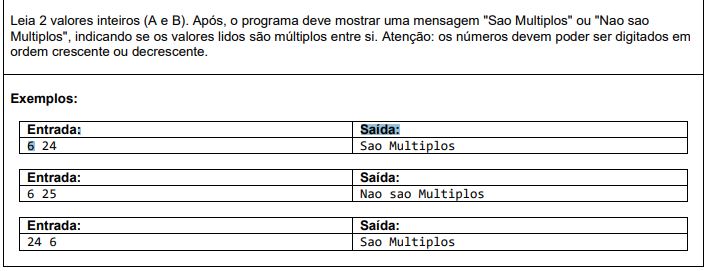 Leia 2 valores inteiros (A e B). Após, o programa deve mostrar uma mensagem "Sao Multiplos" ou "Nao sao
Multiplos", indicando se os valores lidos são múltiplos entre si. Atenção: os números devem poder ser digitados em
ordem crescente ou decrescente.
Exemplos:
Entrada: Saída:
6 24 Sao Multiplos
Entrada: Saída:
6 25 Nao sao Multiplos
Entrada: Saída:
24 6 Sao Multiplos